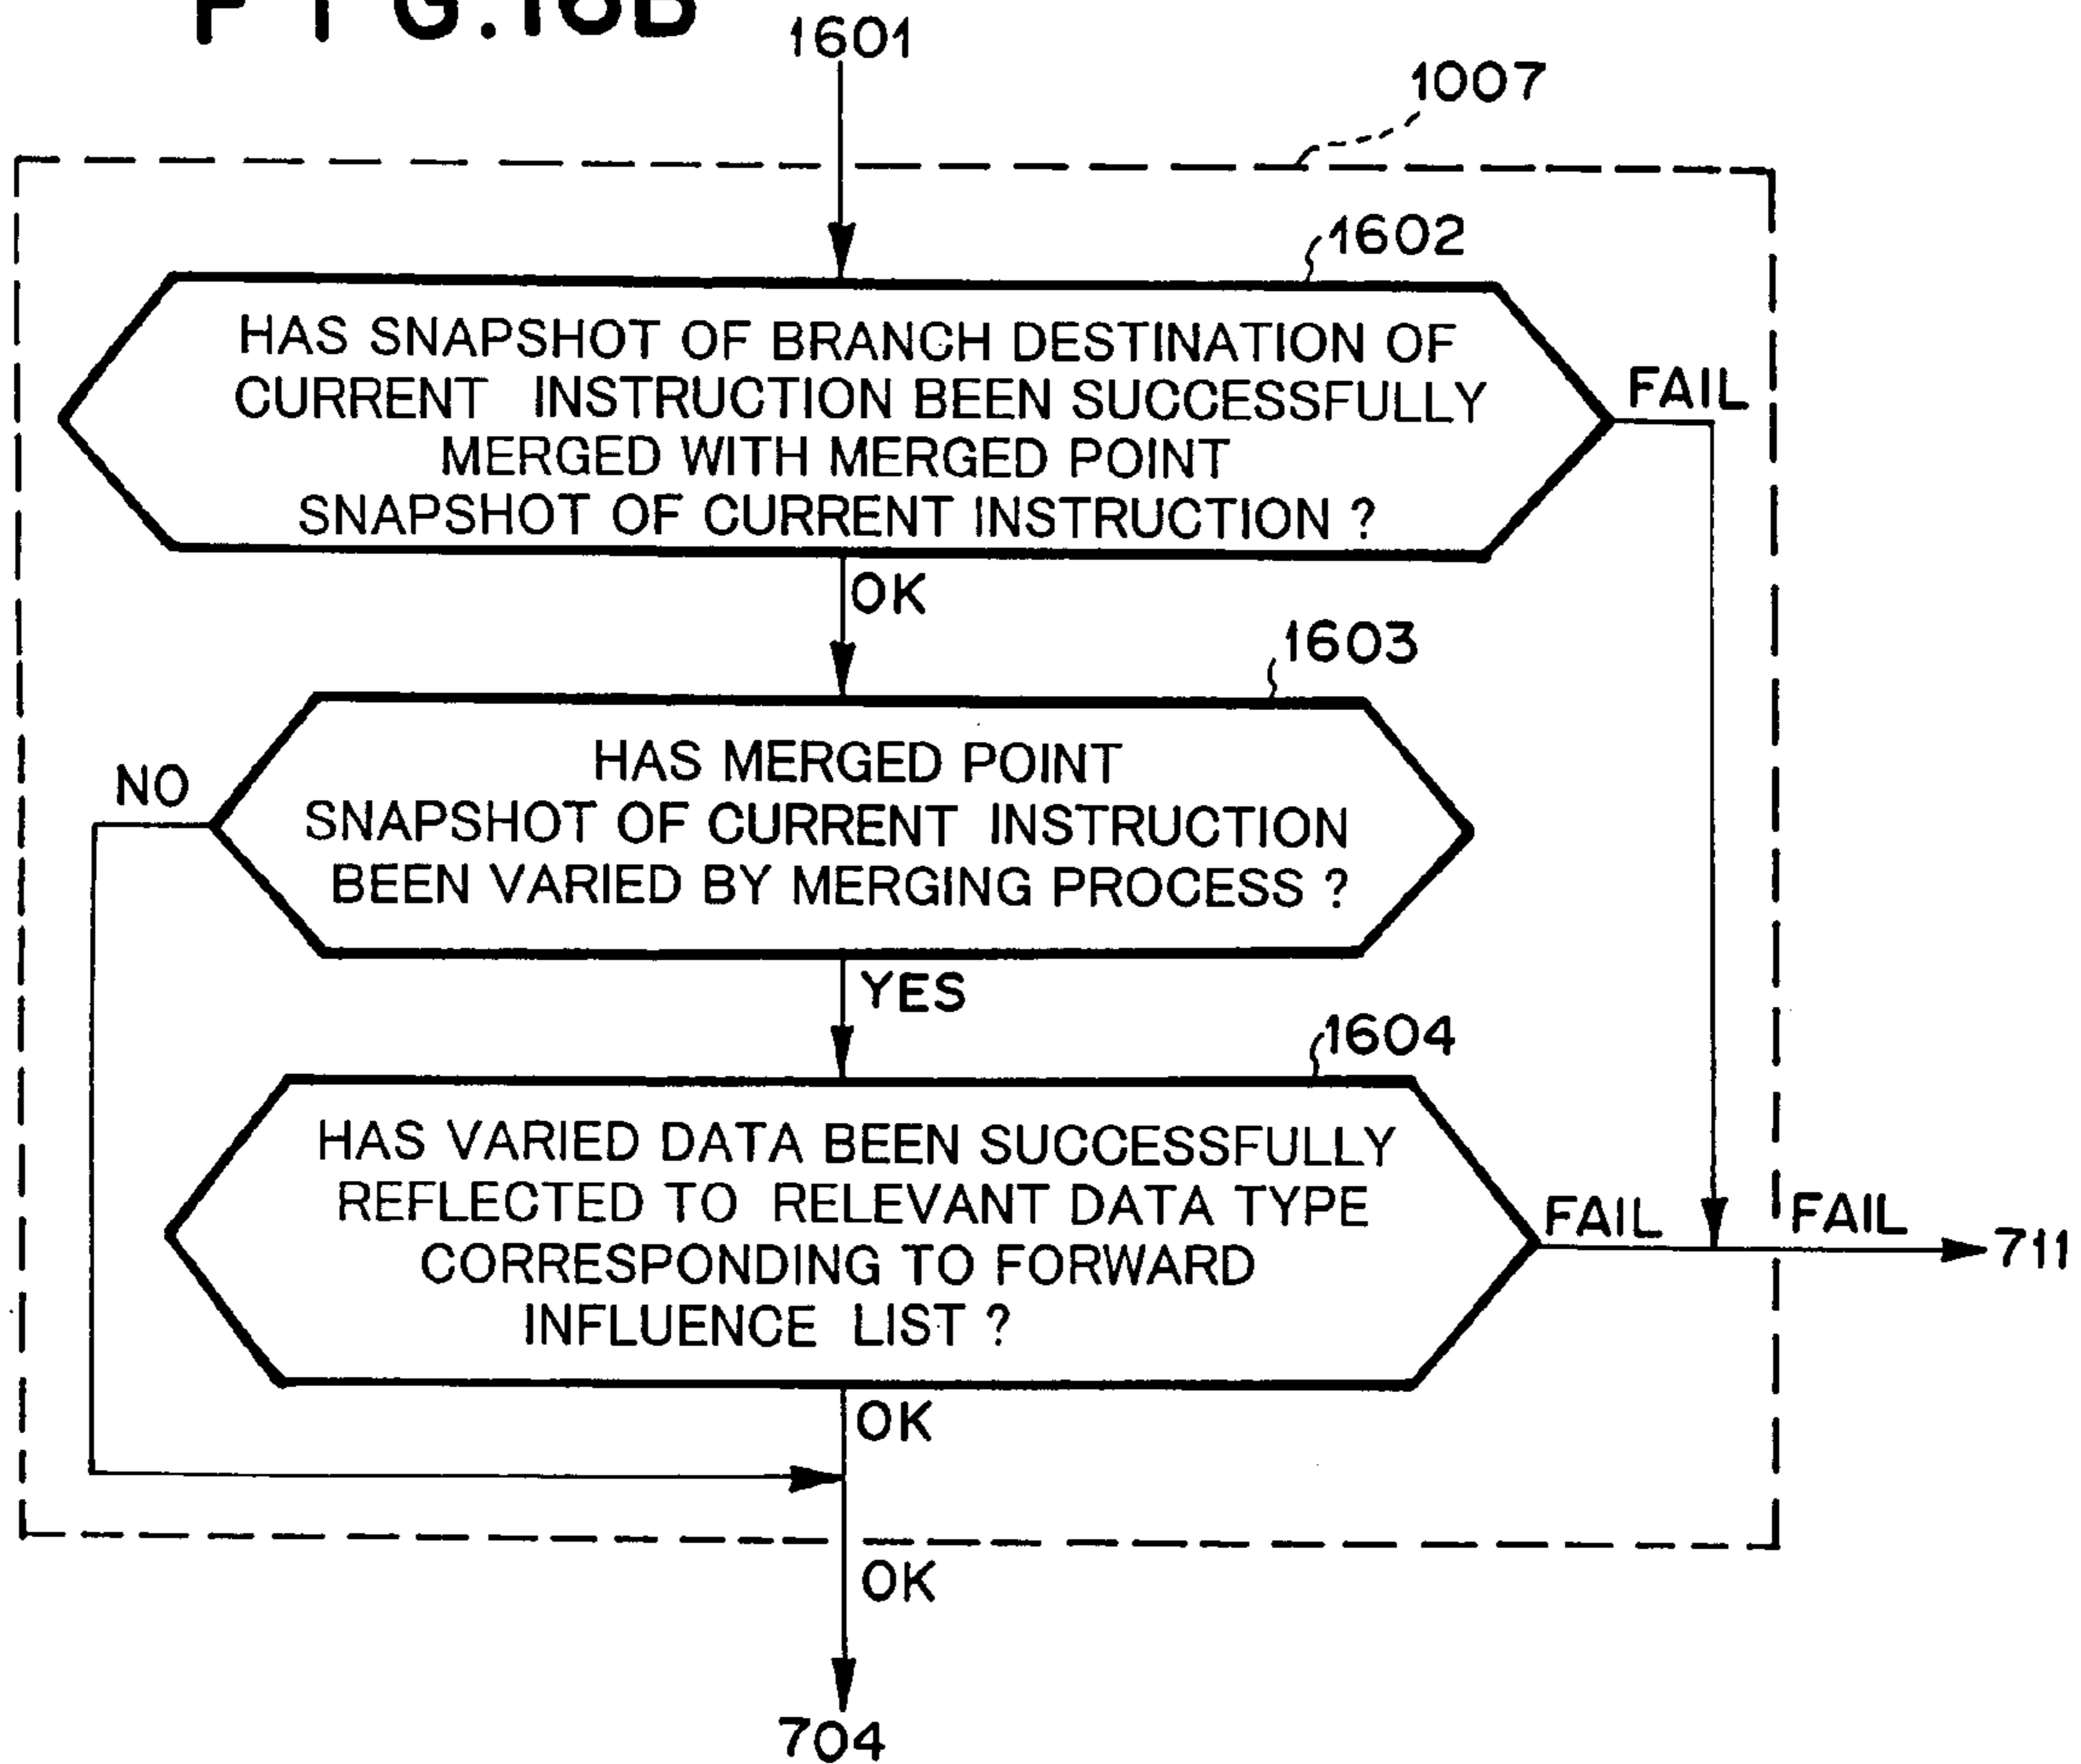 FIG.16B
1601
1007
1602
HAS SNAPSHOT OF BRANCH DESTINATION OF
CURRENT INSTRUCTION BEEN SUCCESSFULLY
MERGED WITH MERGED POINT
SNAPSHOT OF CURRENT INSTRUCTION ?
FAIL
OK
1603
HAS MERGED POINT
SNAPSHOT OF CURRENT INSTRUCTION
BEEN VARIED BY MERGING PROCESS ?
NO
YES
1604
HAS VARIED DATA BEEN SUCCESSFULLY
REFLECTED TO RELEVANT DATA TYPE
CORRESPONDING TO FORWARD
INFLUENCE LIST ?
FAIL
FAIL
711
OK
OK
704